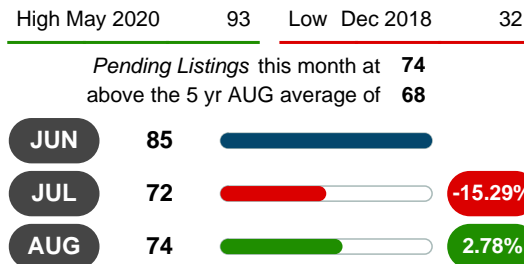 High May 2020 93 Low Dec 2018 32
Pending Listings this month at 74
above the 5 yr AUG average of 68
JUN 85
JUL 72 -15.29%
AUG 74 2.78%